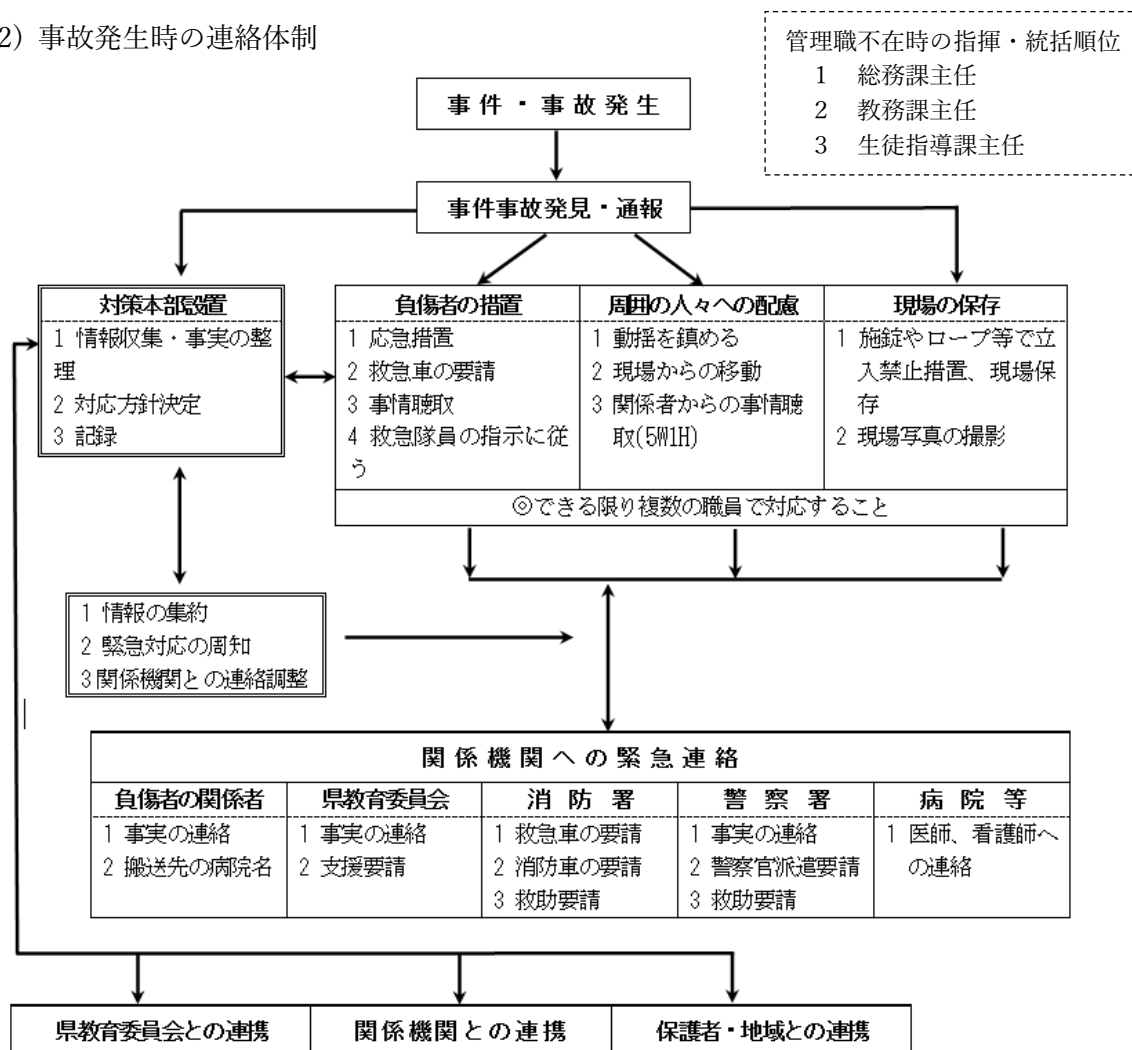 2）事故発生時の連絡体制
管理職不在時の指揮・統括順位
1 総務課主任
2 教務課主任
3 生徒指導課主任
事件・事故発生
事件事故発見・通報
対策本部設置
1 情報収集・事実の整
理
2 対応方針決定
3 記録
負傷者の措置
1 応急措置
2 救急車の要請
3 事情聴取
4 救急隊員の指示に従
う
周囲の人々への配慮
1 動揺を鎮める
2 現場からの移動
3 関係者からの事情聴
取(5W1H)
現場の保存
1 施錠やロープ等で立
入禁止措置、現場保
存
2 現場写真の撮影
◎できる限り複数の職員で対応すること
1 情報の集約
2 緊急対応の周知
3関係機関との連絡調整
関係機関への緊急連絡
負傷者の関係者
1 事実の連絡
2 搬送先の病院名
県教育委員会
1 事実の連絡
2 支援要請
消防署
1 救急車の要請
2 消防車の要請
3 救助要請
警察署
1 事実の連絡
2 警察官派遣要請
3 救助要請
病院等
1 医師、看護師へ
の連絡
県教育委員会との連携
関係機関との連携
保護者・地域との連携